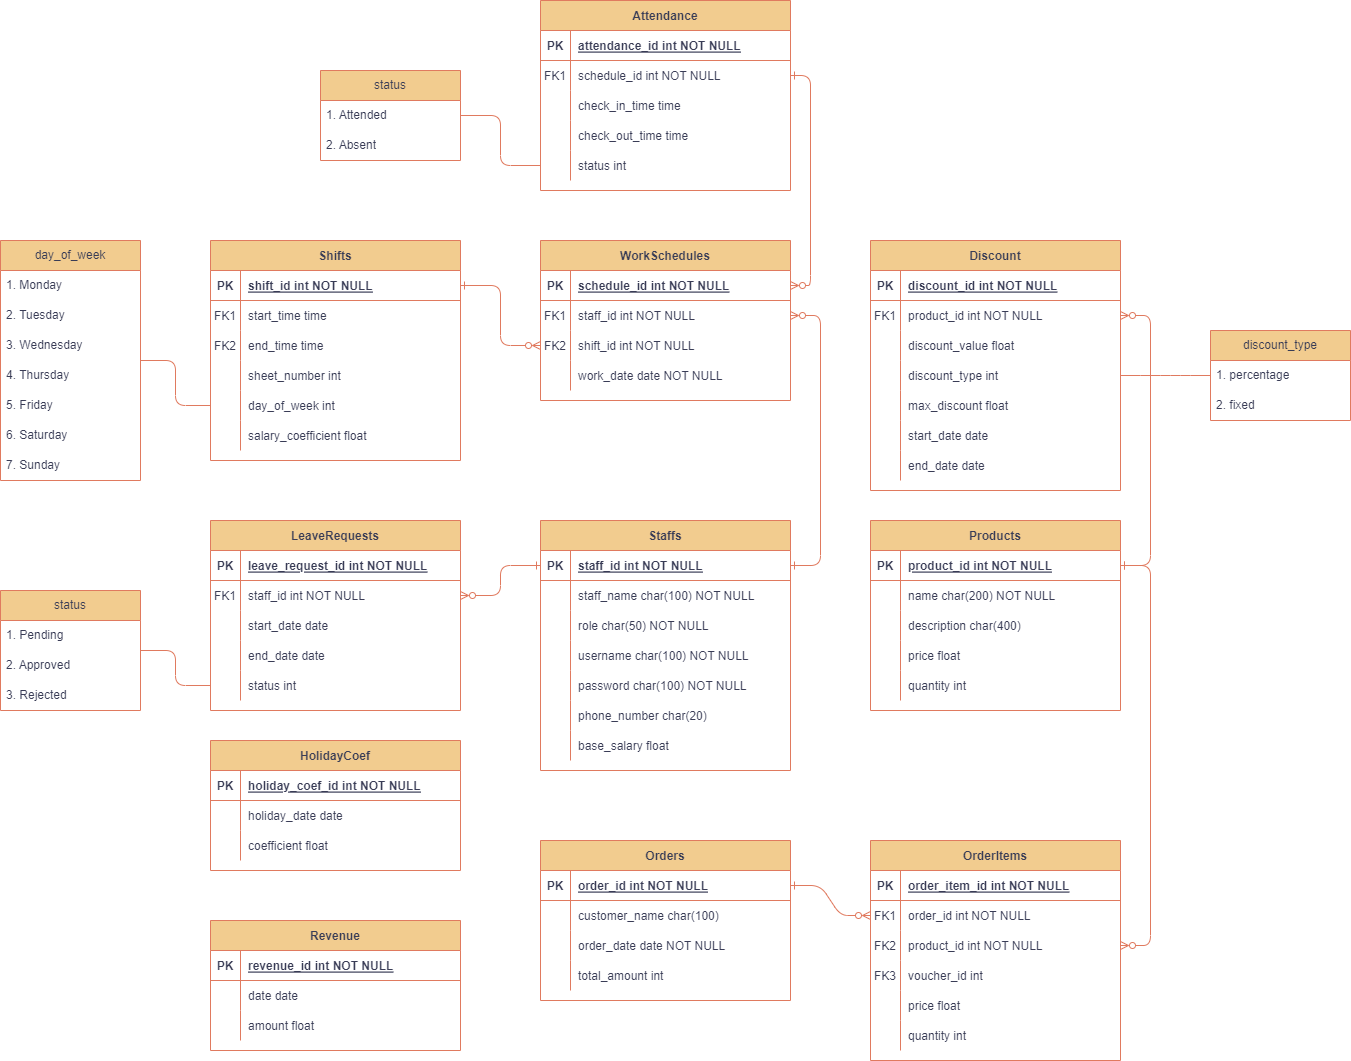 Attendance
PK attendance_id int NOT NULL
FK1 schedule_id int NOT NULL
check_in_time time
check_out_time time
status int
status
1. Attended
2. Absent
day_of_week
1. Monday
2. Tuesday
3. Wednesday
4. Thursday
5. Friday
6. Saturday
7. Sunday
Shifts
PK shift_id int NOT NULL
FK1 start_time time
FK2 end_time time
sheet_number int
day_of_week int
salary_coefficient float
WorkSchedules
PK schedule_id int NOT NULL
FK1 staff_id int NOT NULL
FK2 shift_id int NOT NULL
work_date date NOT NULL
Discount
PK discount_id int NOT NULL
FK1 product_id int NOT NULL
discount_value float
discount_type int
max_discount float
start_date date
end_date date
discount_type
1. percentage
2. fixed
LeaveRequests
PK leave_request_id int NOT NULL
FK1 staff_id int NOT NULL
start_date date
end_date date
status int
status
1. Pending
2. Approved
3. Rejected
Staffs
PK staff_id int NOT NULL
staff_name char(100) NOT NULL
role char(50) NOT NULL
username char(100) NOT NULL
password char(100) NOT NULL
phone_number char(20)
base_salary float
Products
PK product_id int NOT NULL
name char(200) NOT NULL
description char(400)
price float
quantity int
HolidayCoef
PK holiday_coef_id int NOT NULL
holiday_date date
coefficient float
Orders
PK order_id int NOT NULL
customer_name char(100)
order_date date NOT NULL
total_amount int
OrderItems
PK order_item_id int NOT NULL
FK1 order_id int NOT NULL
FK2 product_id int NOT NULL
FK3 voucher_id int
price float
quantity int
Revenue
PK revenue_id int NOT NULL
date date
amount float